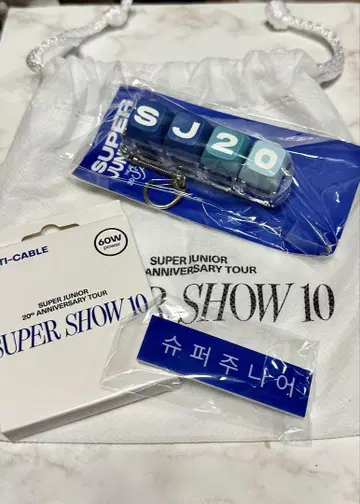 SUPER
JUNIOR
SJ20
SUPER JUNIOR
20th ANNIVERSARY TOUR
SUPER SHOW 10
TI-CABLE
60W
power
SUPER JUNIOR
ANNIVERSARY TOUR
SHOW 10
슈퍼주니어